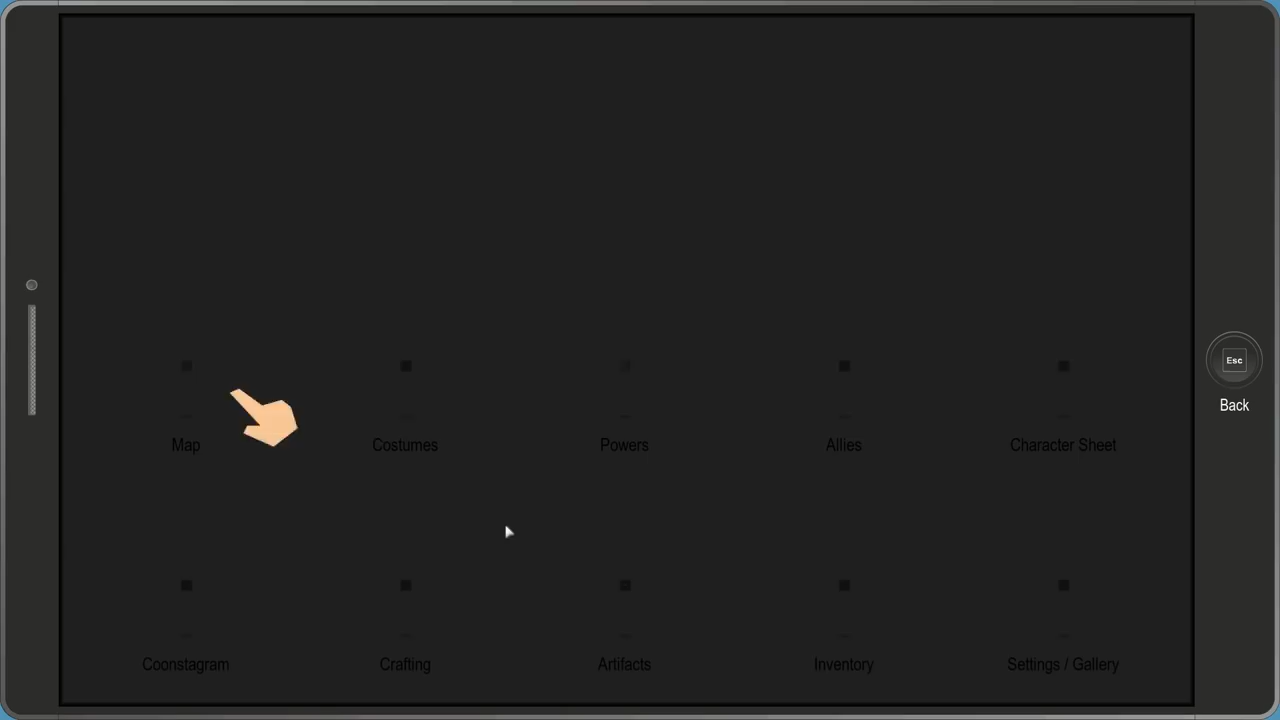 Esc
Back
Map
Costumes
Powers
Allies
Character Sheet
Coonstagram
Crafting
Artifacts
Inventory
Settings / Gallery